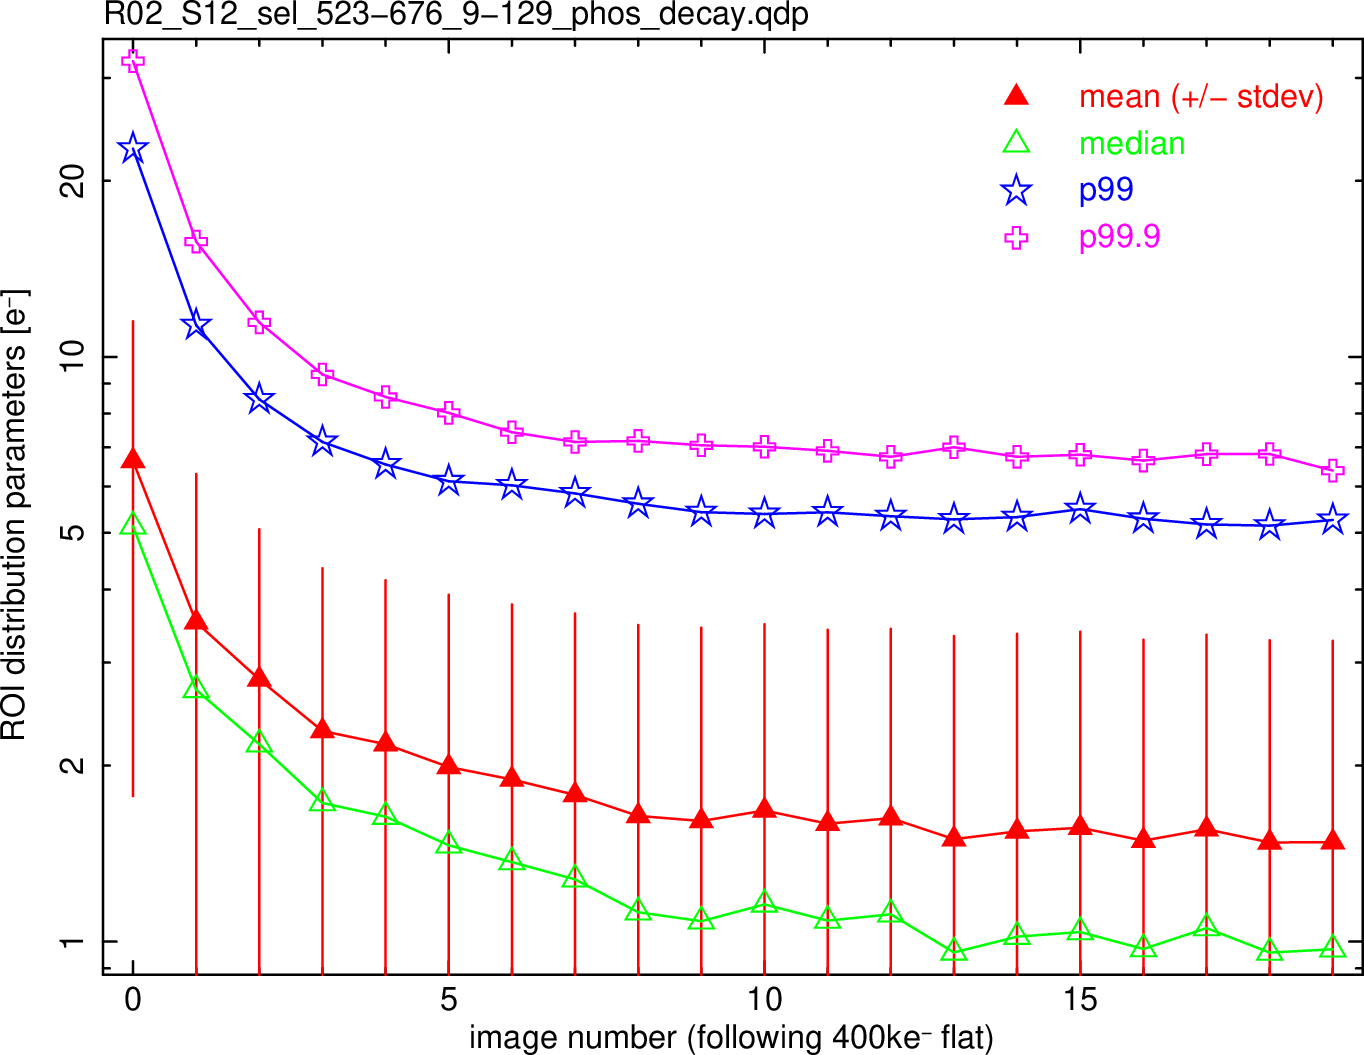 R02_S12_sel_523−676_9−129_phos_decay.qdp
mean (+/− stdev)
median
p99
p99.9
ROI distribution parameters [e⁻]
20
10
5
2
1
0 5 10 15
image number (following 400ke⁻ flat)